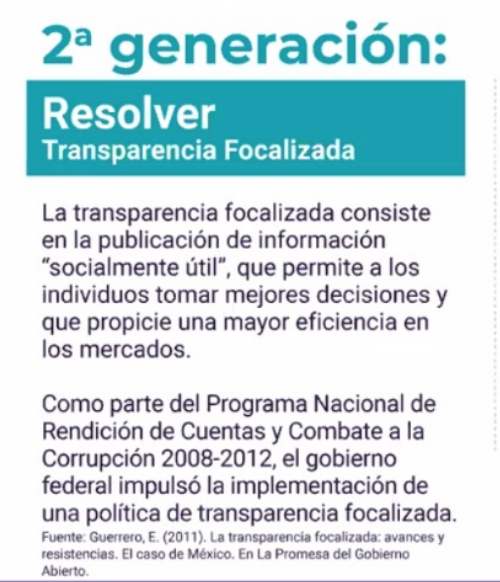 2ª generación:
Resolver
Transparencia Focalizada
La transparencia focalizada consiste
en la publicación de información
“socialmente útil”, que permite a los
individuos tomar mejores decisiones y
que propicie una mayor eficiencia en
los mercados.
Como parte del Programa Nacional de
Rendición de Cuentas y Combate a la
Corrupción 2008-2012, el gobierno
federal impulsó la implementación de
una política de transparencia focalizada.
Fuente: Guerrero, E. (2011). La transparencia focalizada: avances y
resistencias. El caso de México. En La Promesa del Gobierno
Abierto.